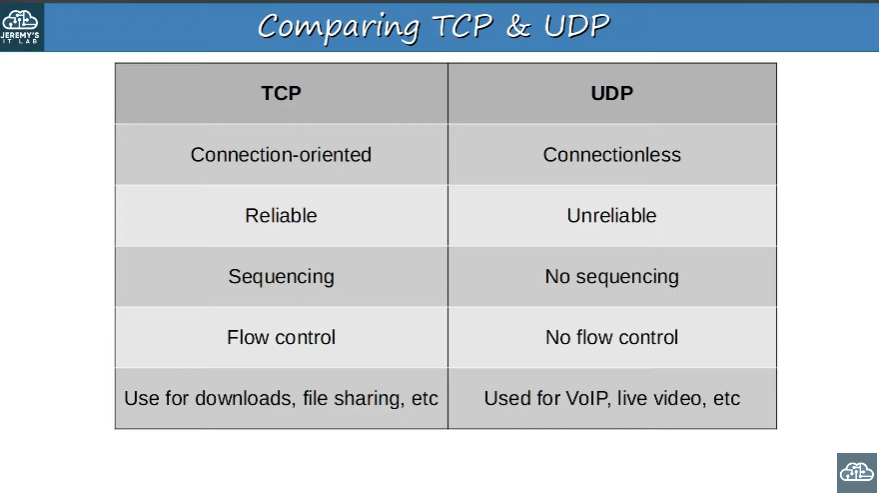 JEREMY'S
IT LAB
Comparing TCP & UDP
TCP
UDP
Connection-oriented
Connectionless
Reliable
Unreliable
Sequencing
No sequencing
Flow control
No flow control
Use for downloads, file sharing, etc
Used for VoIP, live video, etc